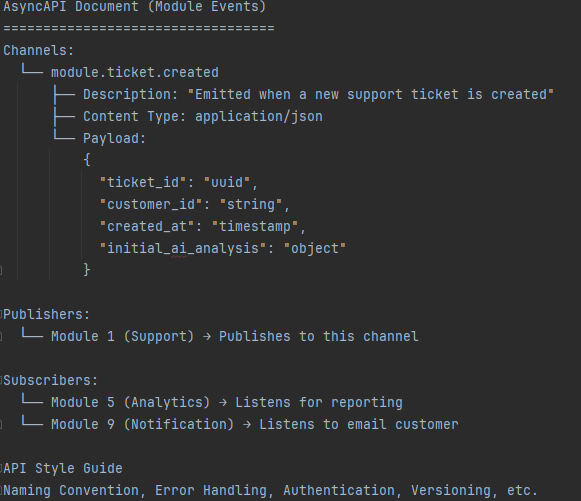 AsyncAPI Document (Module Events)
==================================
Channels:
  └── module.ticket.created
      ├── Description: "Emitted when a new support ticket is created"
      ├── Content Type: application/json
      └── Payload:
          {
            "ticket_id": "uuid",
            "customer_id": "string",
            "created_at": "timestamp",
            "initial_ai_analysis": "object"
          }

Publishers:
  └── Module 1 (Support) → Publishes to this channel

Subscribers:
  └── Module 5 (Analytics) → Listens for reporting
  └── Module 9 (Notification) → Listens to email customer

API Style Guide
Naming Convention, Error Handling, Authentication, Versioning, etc.